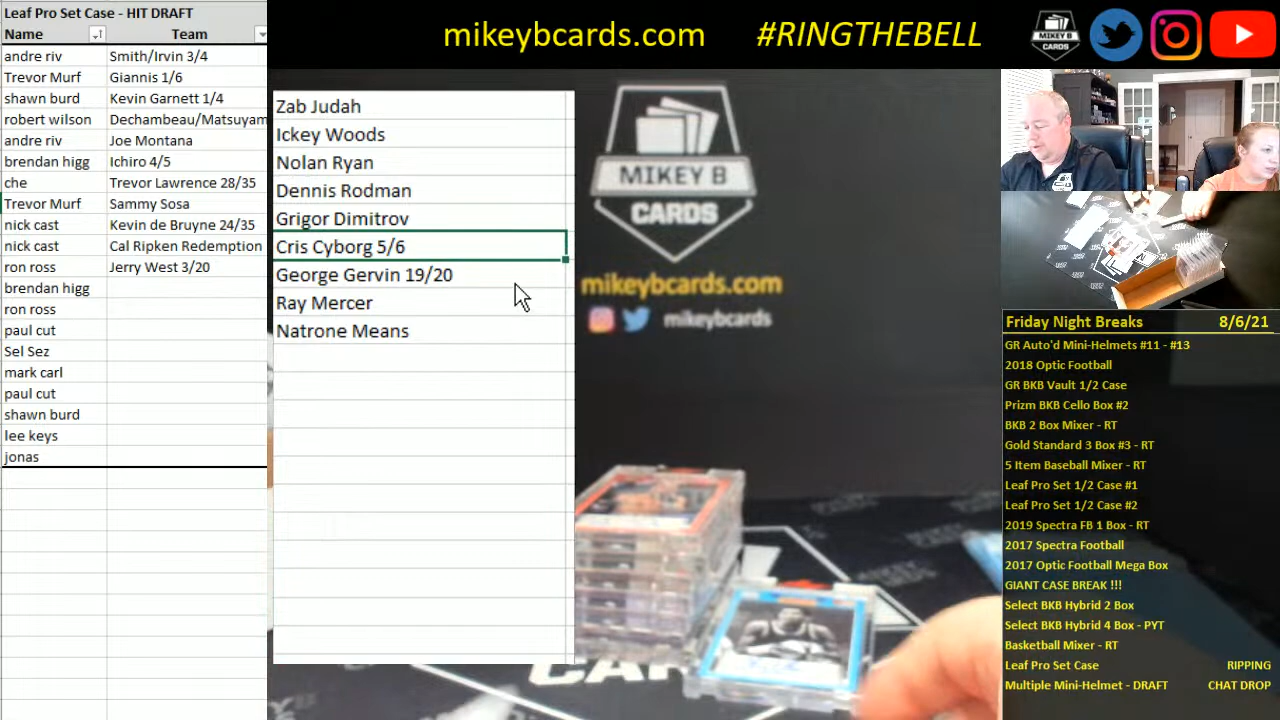 Leaf Pro Set Case - HIT DRAFT
Name Team
andre riv Smith/Irvin 3/4
Trevor Murf Giannis 1/6
shawn burd Kevin Garnett 1/4
robert wilson Dechambeau/Matsuyam
andre riv Joe Montana
brendan higg Ichiro 4/5
che Trevor Lawrence 28/35
Trevor Murf Sammy Sosa
nick cast Kevin de Bruyne 24/35
nick cast Cal Ripken Redemption
ron ross Jerry West 3/20
brendan higg
ron ross
paul cut
Sel Sez
mark carl
paul cut
shawn burd
lee keys
jonas
mikeybcards.com #RINGTHEBELL
MIKEY B
CARDS
Zab Judah
Ickey Woods
Nolan Ryan
Dennis Rodman
Grigor Dimitrov
Cris Cyborg 5/6
George Gervin 19/20
Ray Mercer
Natrone Means
MIKEY B
CARDS
mikeybcards.com
mikeybcards
CARDS
Friday Night Breaks 8/6/21
GR Auto'd Mini-Helmets #11 - #13
2018 Optic Football
GR BKB Vault 1/2 Case
Prizm BKB Cello Box #2
BKB 2 Box Mixer - RT
Gold Standard 3 Box #3 - RT
5 Item Baseball Mixer - RT
Leaf Pro Set 1/2 Case #1
Leaf Pro Set 1/2 Case #2
2019 Spectra FB 1 Box - RT
2017 Spectra Football
2017 Optic Football Mega Box
GIANT CASE BREAK !!!
Select BKB Hybrid 2 Box
Select BKB Hybrid 4 Box - PYT
Basketball Mixer - RT
Leaf Pro Set Case RIPPING
Multiple Mini-Helmet - DRAFT CHAT DROP